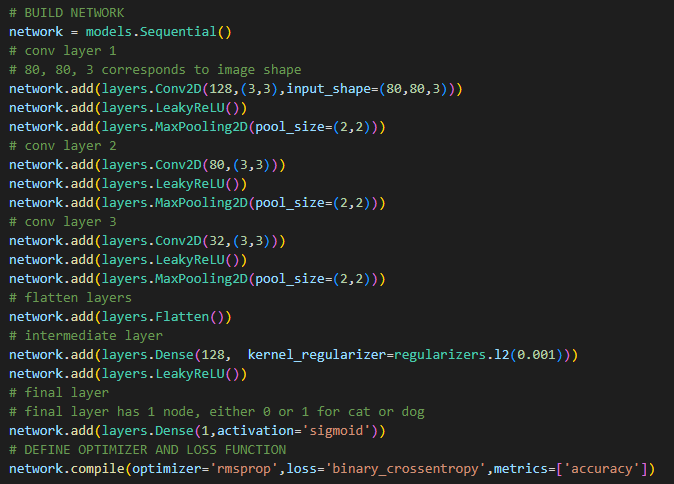 # BUILD NETWORK
network = models.Sequential()
# conv layer 1
# 80, 80, 3 corresponds to image shape
network.add(layers.Conv2D(128,(3,3),input_shape=(80,80,3)))
network.add(layers.LeakyReLU())
network.add(layers.MaxPooling2D(pool_size=(2,2)))
# conv layer 2
network.add(layers.Conv2D(80,(3,3)))
network.add(layers.LeakyReLU())
network.add(layers.MaxPooling2D(pool_size=(2,2)))
# conv layer 3
network.add(layers.Conv2D(32,(3,3)))
network.add(layers.LeakyReLU())
network.add(layers.MaxPooling2D(pool_size=(2,2)))
# flatten layers
network.add(layers.Flatten())
# intermediate layer
network.add(layers.Dense(128,  kernel_regularizer=regularizers.l2(0.001)))
network.add(layers.LeakyReLU())
# final layer
# final layer has 1 node, either 0 or 1 for cat or dog
network.add(layers.Dense(1,activation='sigmoid'))
# DEFINE OPTIMIZER AND LOSS FUNCTION
network.compile(optimizer='rmsprop',loss='binary_crossentropy',metrics=['accuracy'])